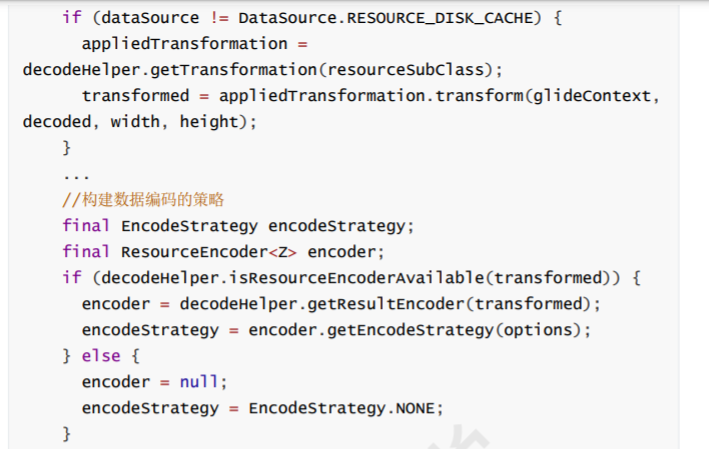 if (dataSource != DataSource.RESOURCE_DISK_CACHE) {
appliedTransformation =
decodeHelper.getTransformation(resourceSubClass);
transformed = appliedTransformation.transform(glideContext,
decoded, width, height);
}
...
//构建数据编码的策略
final EncodeStrategy encodeStrategy;
final ResourceEncoder<Z> encoder;
if (decodeHelper.isResourceEncoderAvailable(transformed)) {
encoder = decodeHelper.getResultEncoder(transformed);
encodeStrategy = encoder.getEncodeStrategy(options);
} else {
encoder = null;
encodeStrategy = EncodeStrategy.NONE;
}